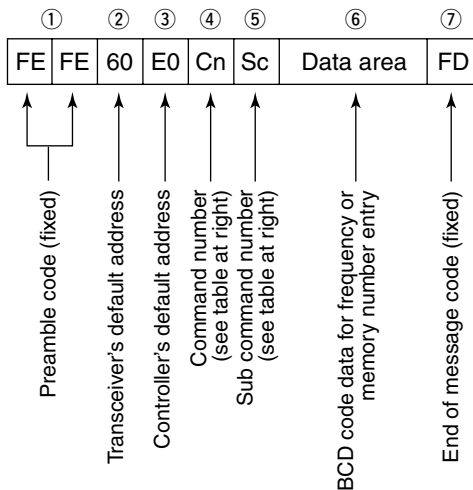 ① ② ③ ④ ⑤ ⑥ ⑦
FE FE 60 E0 Cn Sc Data area FD
Preamble code (fixed)
Transceiver's default address
Controller's default address
Command number
(see table at right)
Sub command number
(see table at right)
BCD code data for frequency or
memory number entry
End of message code (fixed)